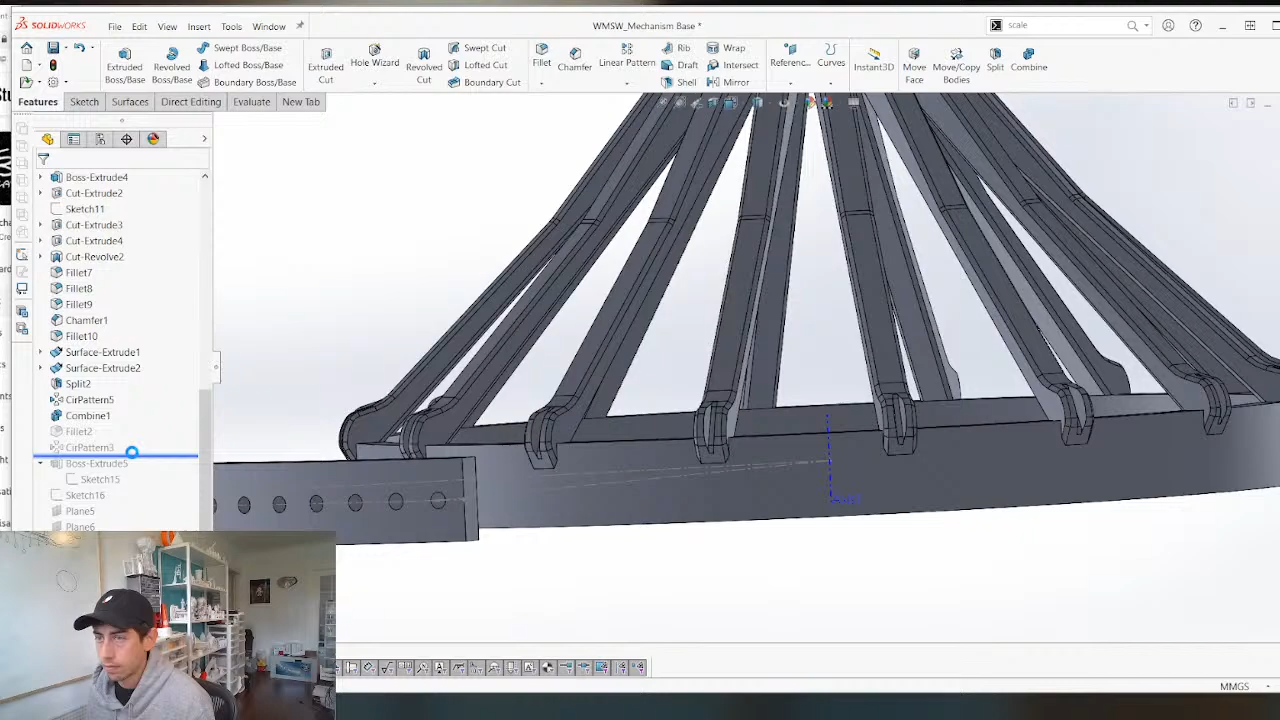 SOLIDWORKS File Edit View Insert Tools Window WMSW_Mechanism Base * scale
Extruded Boss/Base Revolved Boss/Base Swept Boss/Base Extruded Cut Hole Wizard Revolved Cut Swept Cut Fillet Chamfer Linear Pattern Rib Wrap Referenc... Curves Instant3D Move Face Move/Copy Bodies Split Combine
Lofted Boss/Base Lofted Cut Draft Intersect
Boundary Boss/Base Boundary Cut Shell Mirror
Features Sketch Surfaces Direct Editing Evaluate New Tab
Boss-Extrude4
Cut-Extrude2
Sketch11
Cut-Extrude3
Cut-Extrude4
Cut-Revolve2
Fillet7
Fillet8
Fillet9
Chamfer1
Fillet10
Surface-Extrude1
Surface-Extrude2
Split2
CirPattern5
Combine1
Fillet2
CirPattern3
Boss-Extrude5
Sketch15
Sketch16
Plane5
Plane6
MMGS